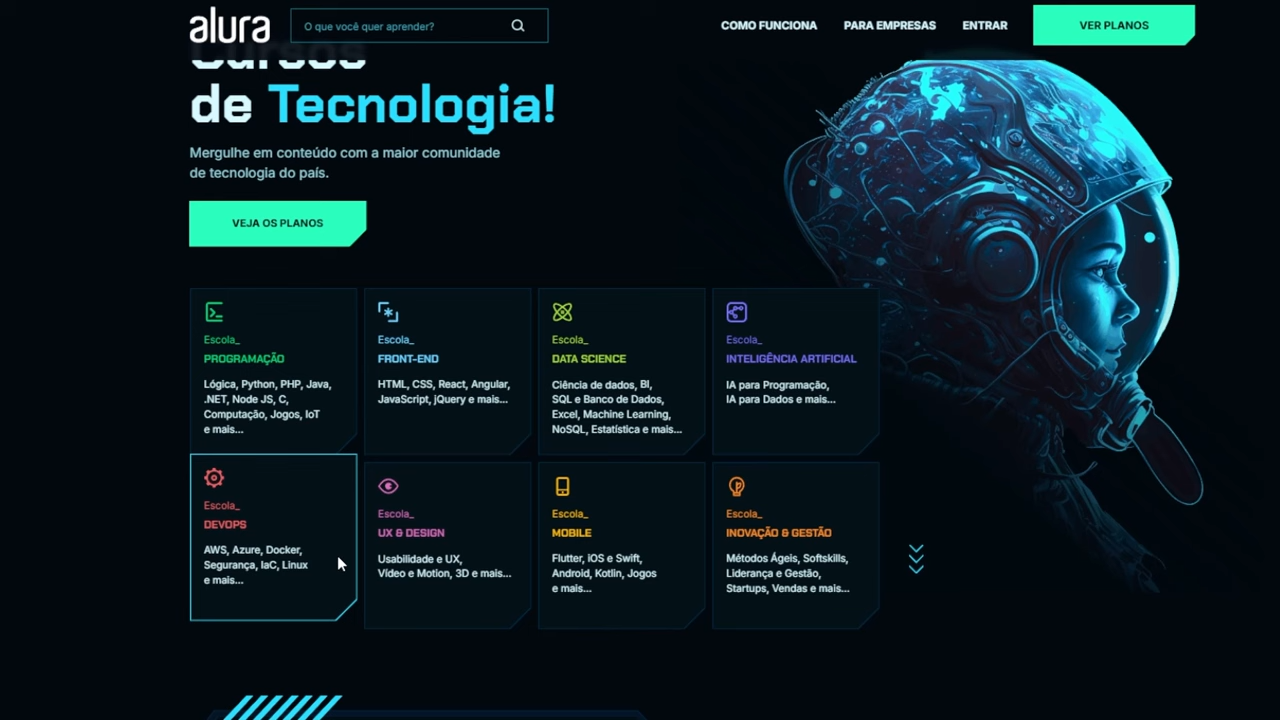 alura
O que você quer aprender?
COMO FUNCIONA
PARA EMPRESAS
ENTRAR
VER PLANOS
Cursos
de Tecnologia!
Mergulhe em conteúdo com a maior comunidade
de tecnologia do país.
VEJA OS PLANOS
Escola_
PROGRAMAÇÃO
Lógica, Python, PHP, Java,
.NET, Node JS, C,
Computação, Jogos, IoT
e mais...
Escola_
FRONT-END
HTML, CSS, React, Angular,
JavaScript, jQuery e mais...
Escola_
DATA SCIENCE
Ciência de dados, BI,
SQL e Banco de Dados,
Excel, Machine Learning,
NoSQL, Estatística e mais...
Escola_
INTELIGÊNCIA ARTIFICIAL
IA para Programação,
IA para Dados e mais...
Escola_
DEVOPS
AWS, Azure, Docker,
Segurança, IaC, Linux
e mais...
Escola_
UX & DESIGN
Usabilidade e UX,
Vídeo e Motion, 3D e mais...
Escola_
MOBILE
Flutter, iOS e Swift,
Android, Kotlin, Jogos
e mais...
Escola_
INOVAÇÃO & GESTÃO
Métodos Ágeis, Softskills,
Liderança e Gestão,
Startups, Vendas e mais...